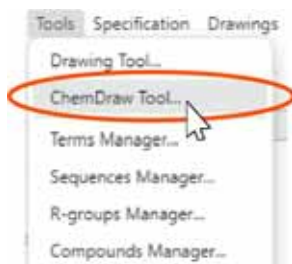 Tools Specification Drawings
Drawing Tool...
ChemDraw Tool...
Terms Manager...
Sequences Manager...
R-groups Manager...
Compounds Manager...